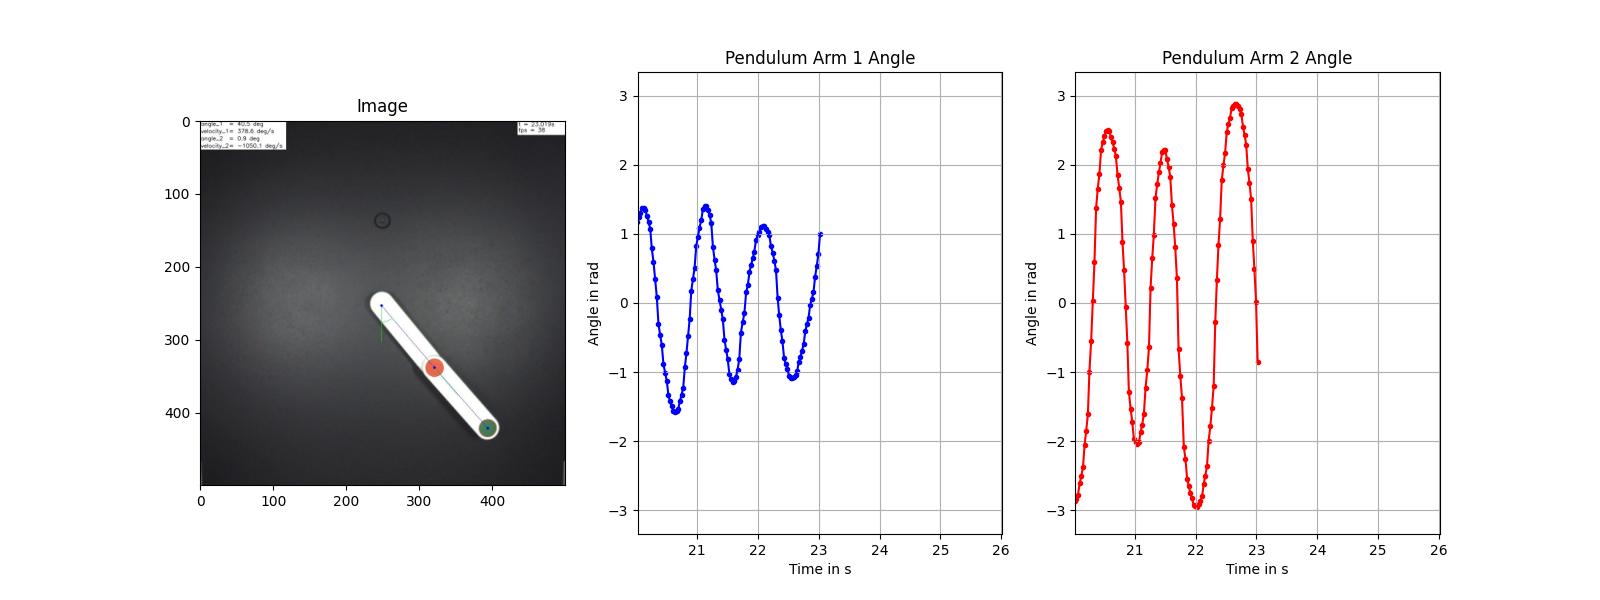 Image
angle_1 = 40.5 deg
velocity_1= 378.6 deg/s
angle_2 = 0.9 deg
velocity_2= -1050.1 deg/s
t = 23.019s
fps = 38
0
100
200
300
400
0 100 200 300 400
Pendulum Arm 1 Angle
Angle in rad
3
2
1
0
−1
−2
−3
21 22 23 24 25 26
Time in s
Pendulum Arm 2 Angle
Angle in rad
3
2
1
0
−1
−2
−3
21 22 23 24 25 26
Time in s